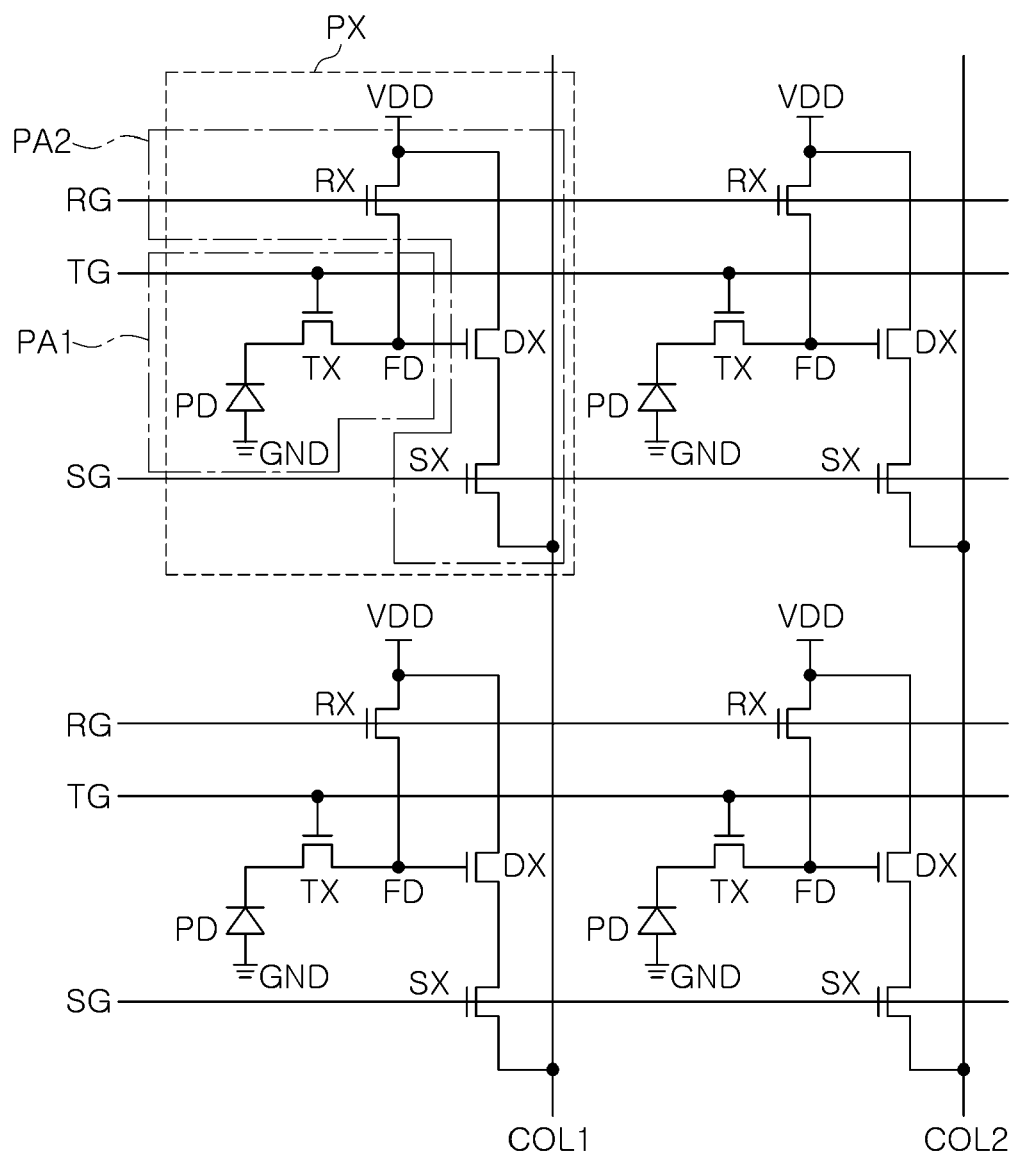 PX
VDD VDD
PA2
RX RX
RG
TG
PA1
TX FD DX TX FD DX
PD PD
GND GND
SX SX
SG
VDD VDD
RX RX
RG
TG
TX FD DX TX FD DX
PD PD
GND GND
SX SX
SG
COL1 COL2